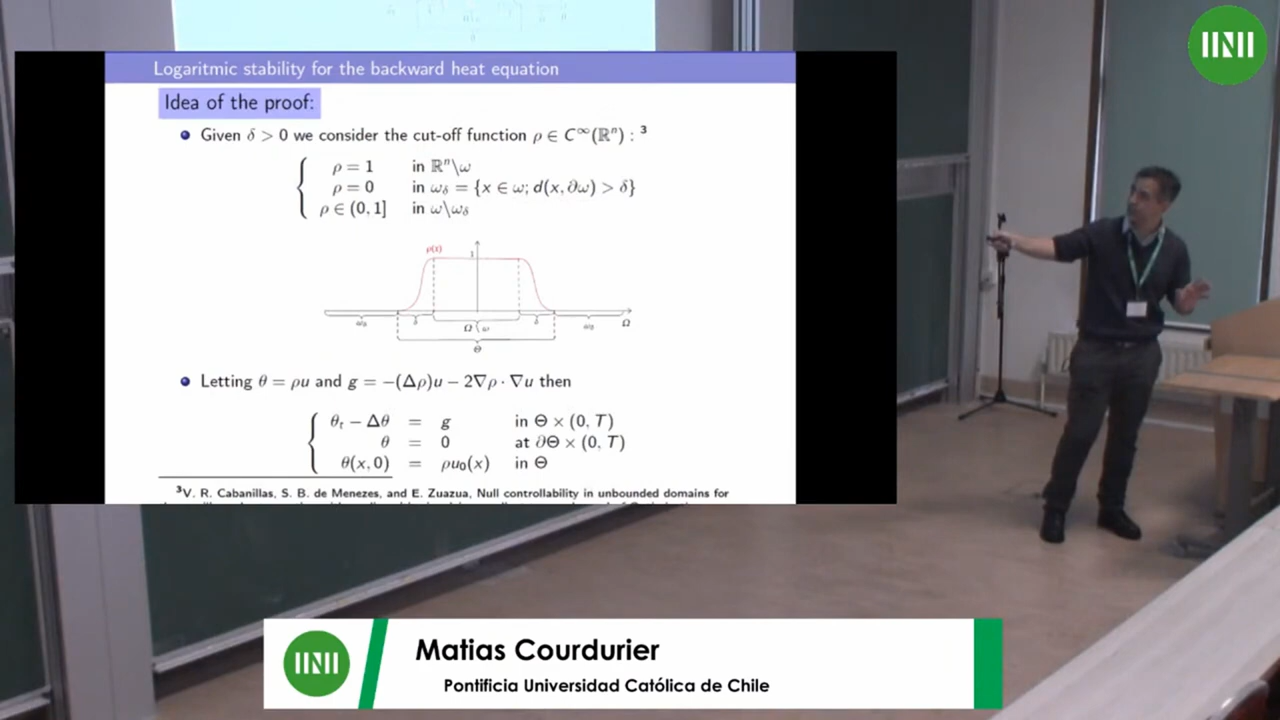 Logaritmic stability for the backward heat equation
Idea of the proof:
Given δ > 0 we consider the cut-off function ρ ∈ C^∞(ℝⁿ) : ³
ρ = 1 in ℝⁿ\ω
ρ = 0 in ω_δ = {x ∈ ω; d(x, ∂ω) > δ}
ρ ∈ (0, 1] in ω\ω_δ
ρ(x)
1
ω_δ δ Ω \ ω δ ω_δ Ω
Θ
Letting θ = ρu and g = −(Δρ)u − 2∇ρ · ∇u then
θ_t − Δθ = g in Θ × (0, T)
θ = 0 at ∂Θ × (0, T)
θ(x, 0) = ρu₀(x) in Θ
³V. R. Cabanillas, S. B. de Menezes, and E. Zuazua, Null controllability in unbounded domains for
Matias Courdurier
Pontificia Universidad Católica de Chile